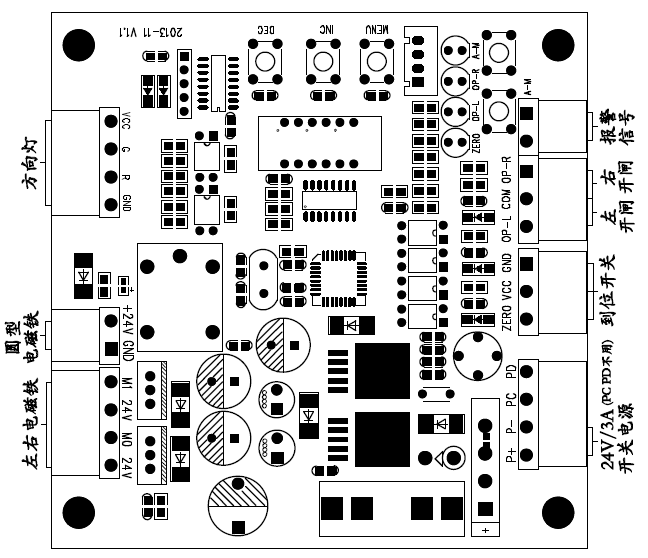 2013-11 V1.1
DEC
INC
MENU
A-M
OP-R
OP-L
ZERO
A-M
VCC
G
R
GND
方向灯
报警
信号
OP-R
COM
OP-L
右
开闸
左
开闸
GND
VCC
ZERO
到位开关
+24V
GND
圆型
电磁铁
M1
24V
M0
24V
左右电磁铁
PD
PC
P-
P+
24V/3A (PC PD不用)
开关电源
+
+